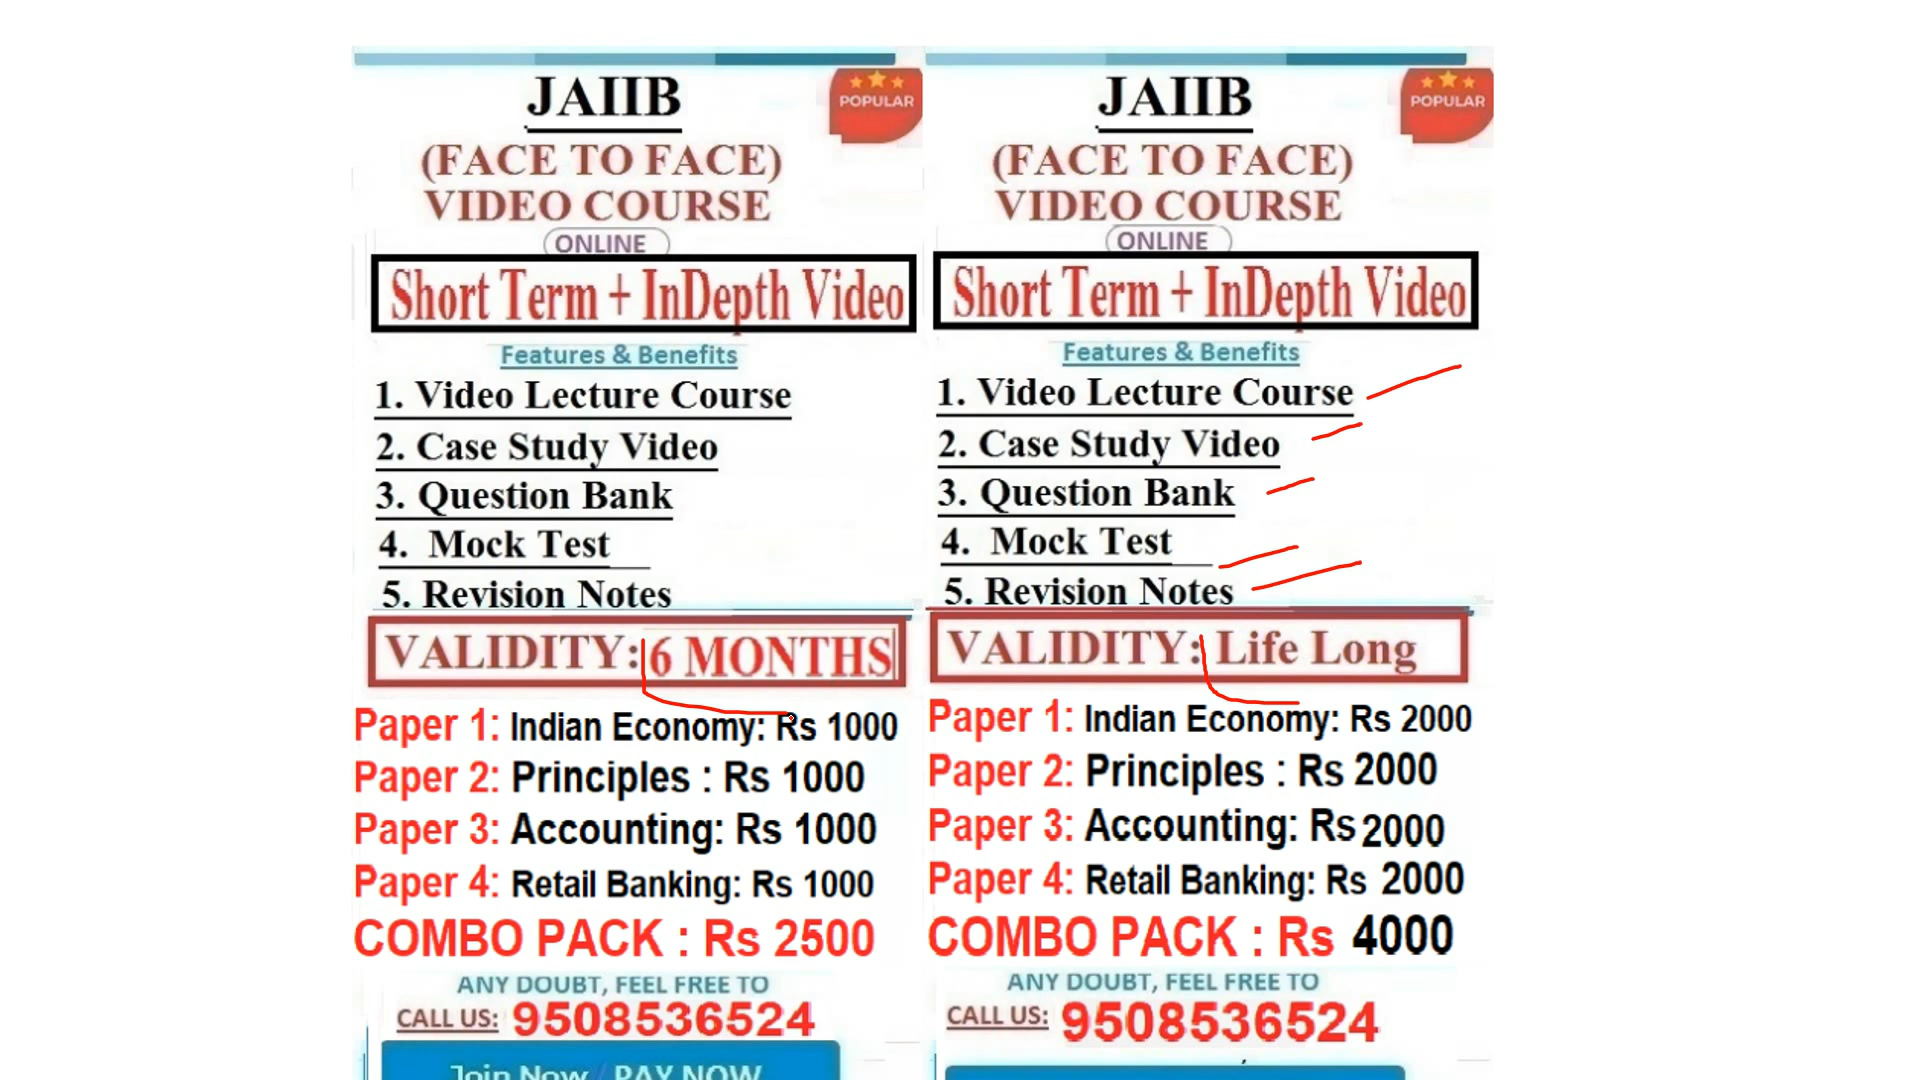 JAIIB
POPULAR
(FACE TO FACE)
VIDEO COURSE
ONLINE
Short Term + InDepth Video
Features & Benefits
1. Video Lecture Course
2. Case Study Video
3. Question Bank
4. Mock Test
5. Revision Notes
VALIDITY: 6 MONTHS
Paper 1: Indian Economy: Rs 1000
Paper 2: Principles : Rs 1000
Paper 3: Accounting: Rs 1000
Paper 4: Retail Banking: Rs 1000
COMBO PACK : Rs 2500
ANY DOUBT, FEEL FREE TO
CALL US: 9508536524
Join Now / PAY NOW
JAIIB
POPULAR
(FACE TO FACE)
VIDEO COURSE
ONLINE
Short Term + InDepth Video
Features & Benefits
1. Video Lecture Course
2. Case Study Video
3. Question Bank
4. Mock Test
5. Revision Notes
VALIDITY: Life Long
Paper 1: Indian Economy: Rs 2000
Paper 2: Principles : Rs 2000
Paper 3: Accounting: Rs 2000
Paper 4: Retail Banking: Rs 2000
COMBO PACK : Rs 4000
ANY DOUBT, FEEL FREE TO
CALL US: 9508536524